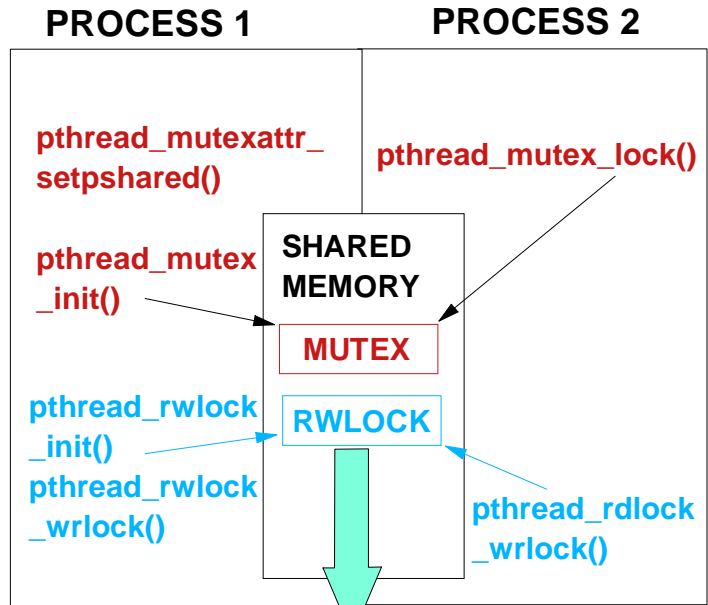 PROCESS 1
PROCESS 2
pthread_mutexattr_
setpshared()
pthread_mutex_lock()
pthread_mutex
_init()
SHARED
MEMORY
MUTEX
pthread_rwlock
_init()
pthread_rwlock
_wrlock()
RWLOCK
pthread_rdlock
_wrlock()